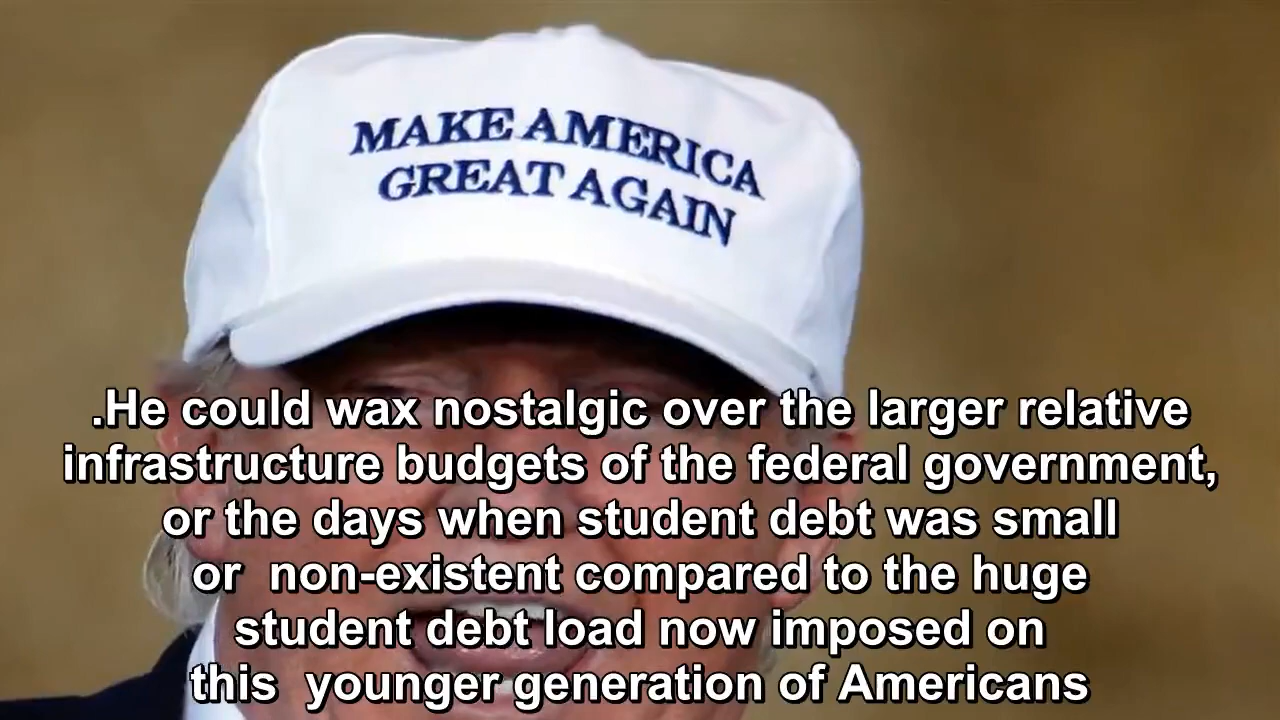 MAKE AMERICA
GREAT AGAIN
.He could wax nostalgic over the larger relative
infrastructure budgets of the federal government,
or the days when student debt was small
or  non-existent compared to the huge
student debt load now imposed on
this  younger generation of Americans